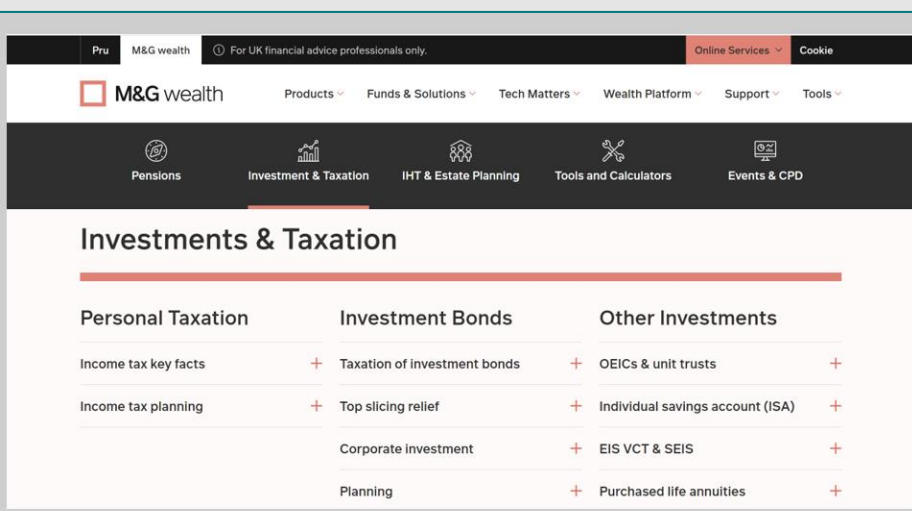 Pru M&G wealth For UK financial advice professionals only. Online Services Cookie
M&G wealth Products Funds & Solutions Tech Matters Wealth Platform Support Tools
Pensions Investment & Taxation IHT & Estate Planning Tools and Calculators Events & CPD
Investments & Taxation
Personal Taxation Investment Bonds Other Investments
Income tax key facts Taxation of investment bonds OEICs & unit trusts
Income tax planning Top slicing relief Individual savings account (ISA)
Corporate investment EIS VCT & SEIS
Planning Purchased life annuities